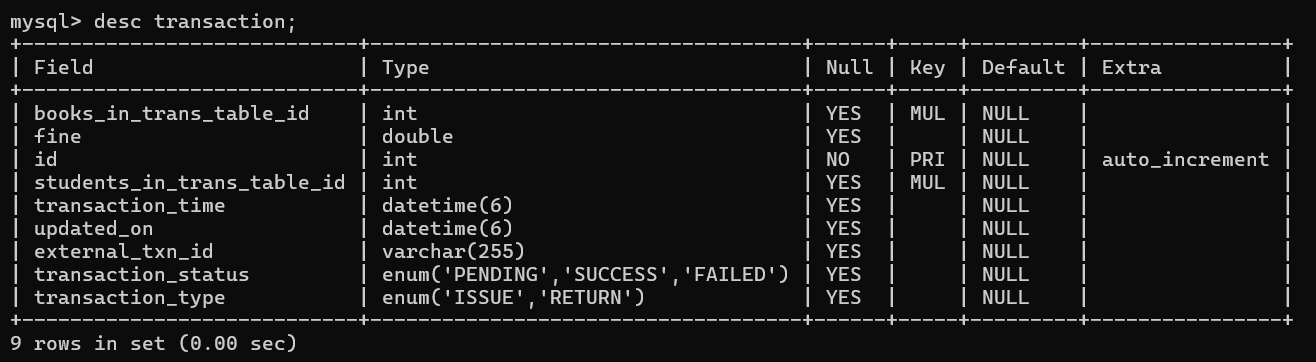 mysql> desc transaction;
+----------------------------+------------------------------------+------+-----+---------+----------------+
| Field                      | Type                               | Null | Key | Default | Extra          |
+----------------------------+------------------------------------+------+-----+---------+----------------+
| books_in_trans_table_id    | int                                | YES  | MUL | NULL    |                |
| fine                       | double                             | YES  |     | NULL    |                |
| id                         | int                                | NO   | PRI | NULL    | auto_increment |
| students_in_trans_table_id | int                                | YES  | MUL | NULL    |                |
| transaction_time           | datetime(6)                        | YES  |     | NULL    |                |
| updated_on                 | datetime(6)                        | YES  |     | NULL    |                |
| external_txn_id            | varchar(255)                       | YES  |     | NULL    |                |
| transaction_status         | enum('PENDING','SUCCESS','FAILED') | YES  |     | NULL    |                |
| transaction_type           | enum('ISSUE','RETURN')             | YES  |     | NULL    |                |
+----------------------------+------------------------------------+------+-----+---------+----------------+
9 rows in set (0.00 sec)